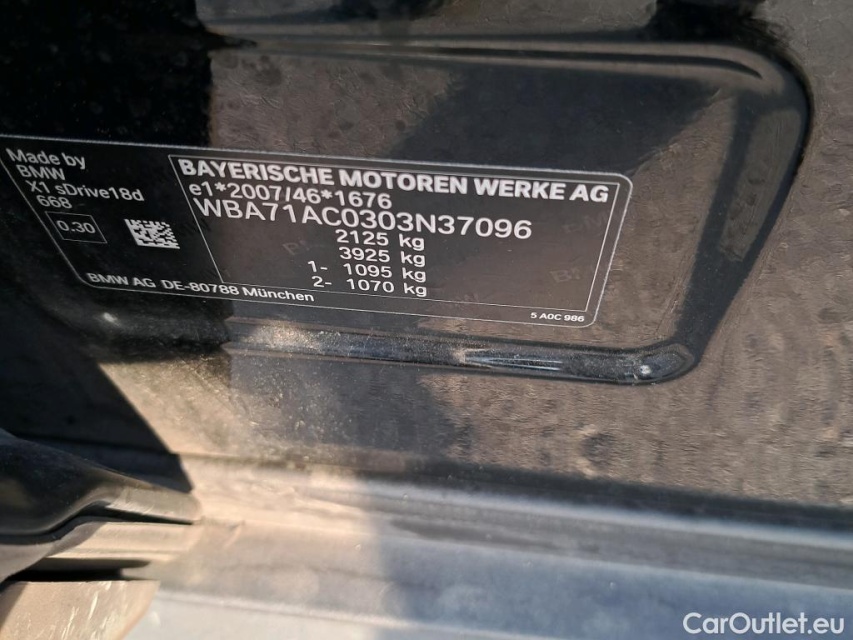 Made by
BMW
X1 sDrive18d
668
0.30
BAYERISCHE MOTOREN WERKE AG
e1*2007/46*1676
WBA71AC0303N37096
2125 kg
3925 kg
1- 1095 kg
2- 1070 kg
BMW AG DE-80788 München
5 A0C 986
CarOutlet.eu